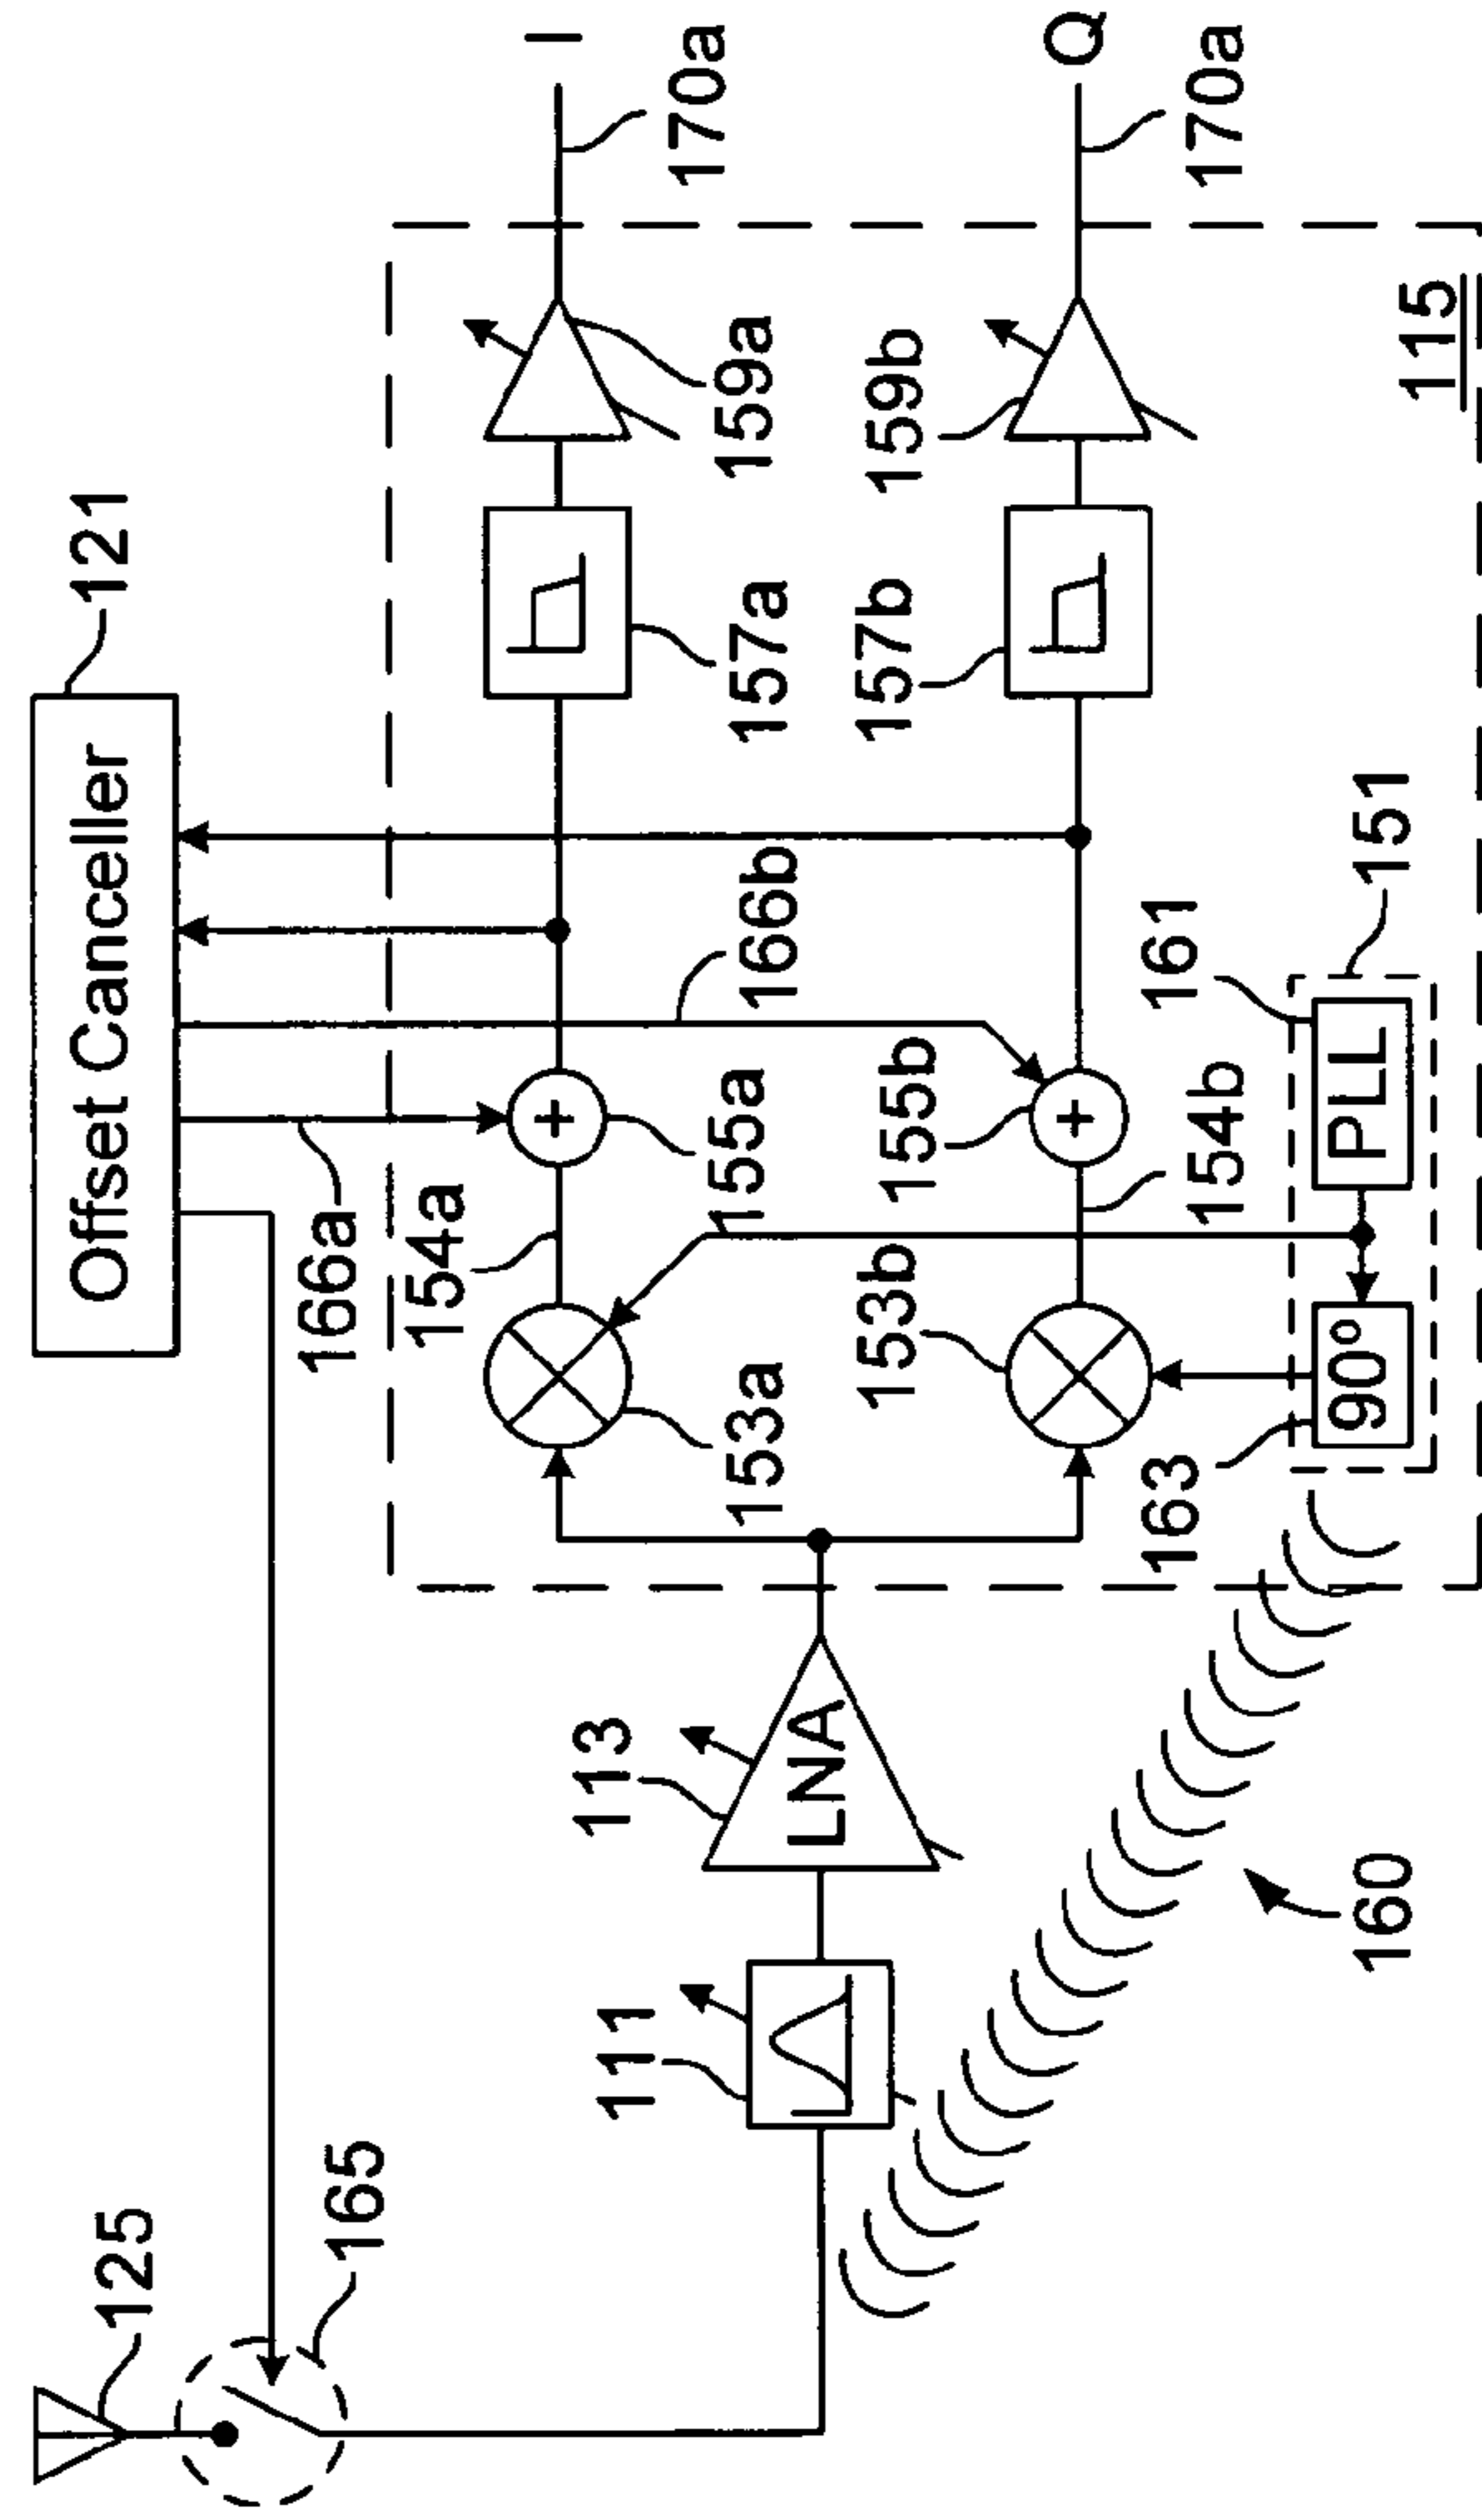 125
165
Offset Canceller
121
166a
154a
166b
155a
153a
157a
159a
I
170a
111
113
LNA
153b
155b
157b
159b
Q
170a
154b
163
161
90°
PLL
151
160
115